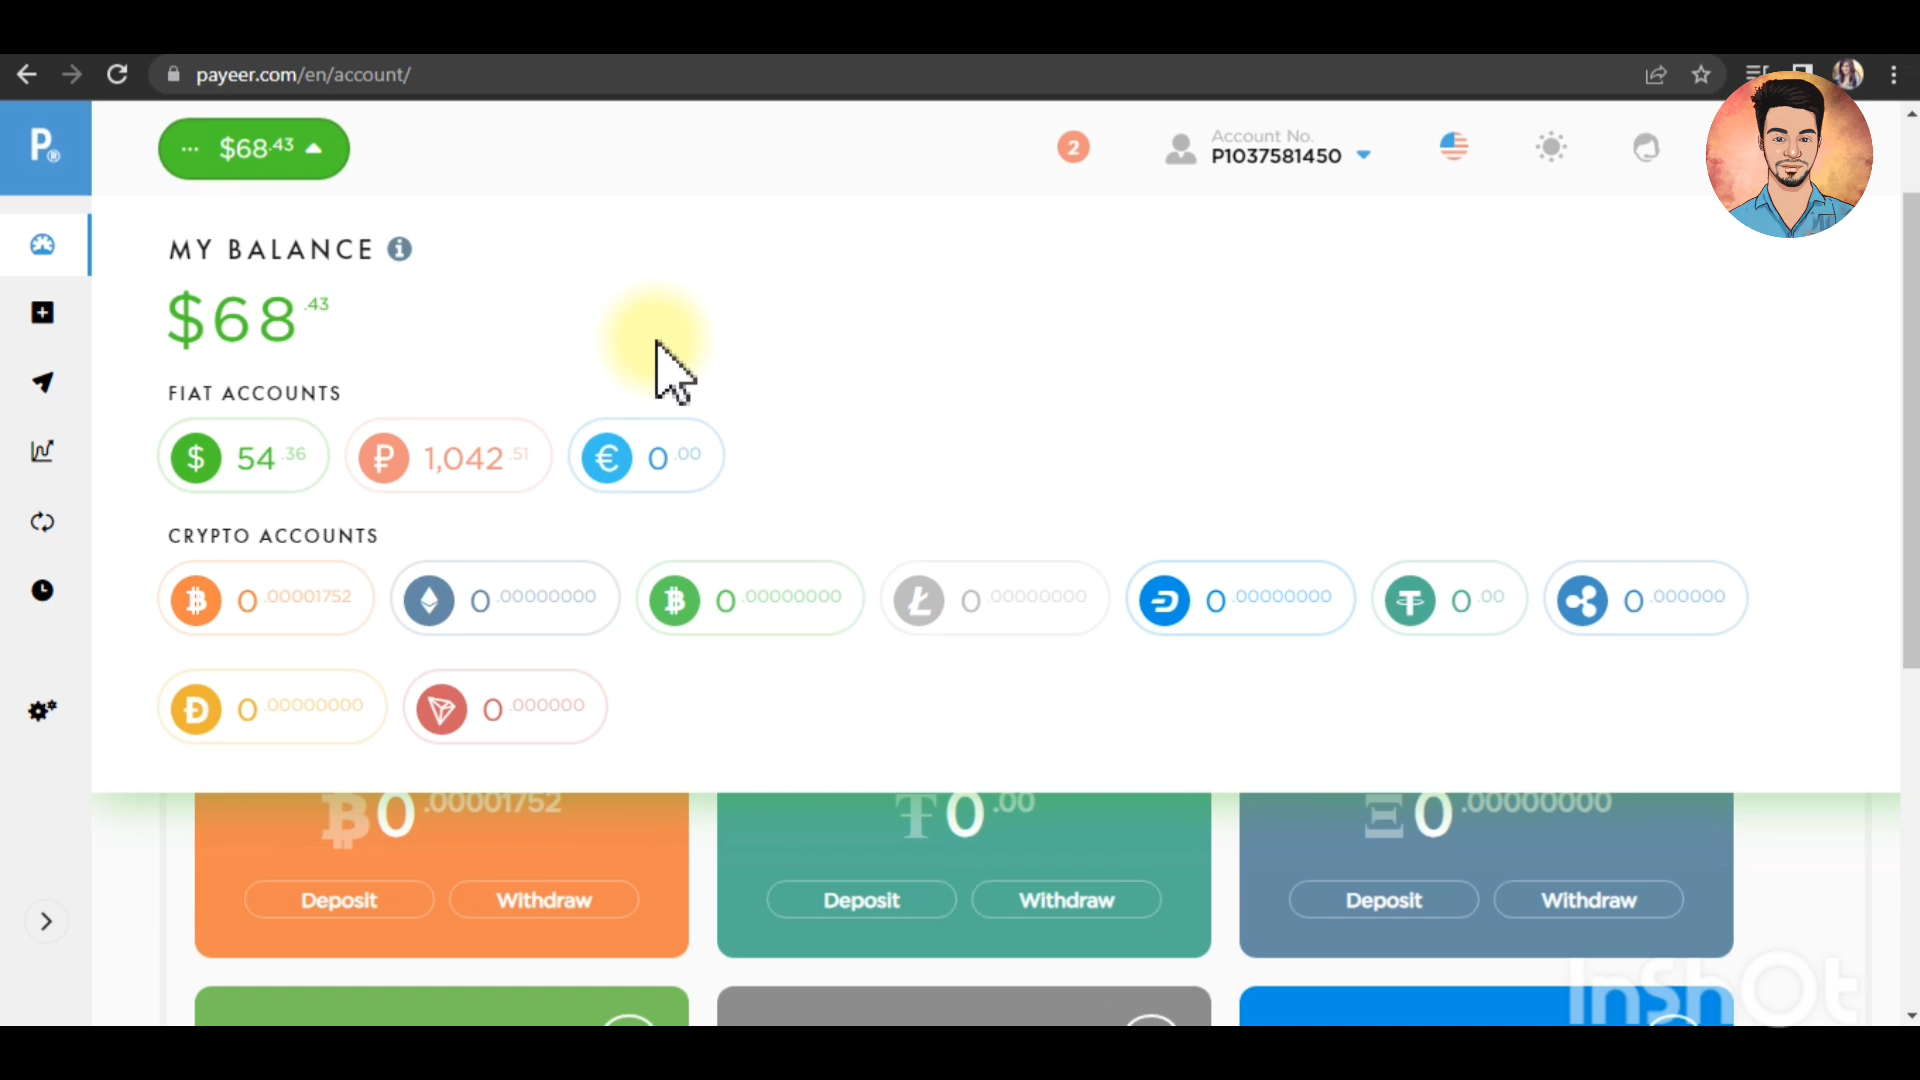 payeer.com/en/account/
P®
... $68.43
2
Account No.
P1037581450
MY BALANCE
$68.43
FIAT ACCOUNTS
$ 54.36 ₽ 1,042.51 € 0.00
CRYPTO ACCOUNTS
0.00001752 0.00000000 0.00000000 0.00000000 0.00000000 0.00 0.000000
0.00000000 0.000000
0.00001752 0.00 0.00000000
Deposit Withdraw Deposit Withdraw Deposit Withdraw
InShOt